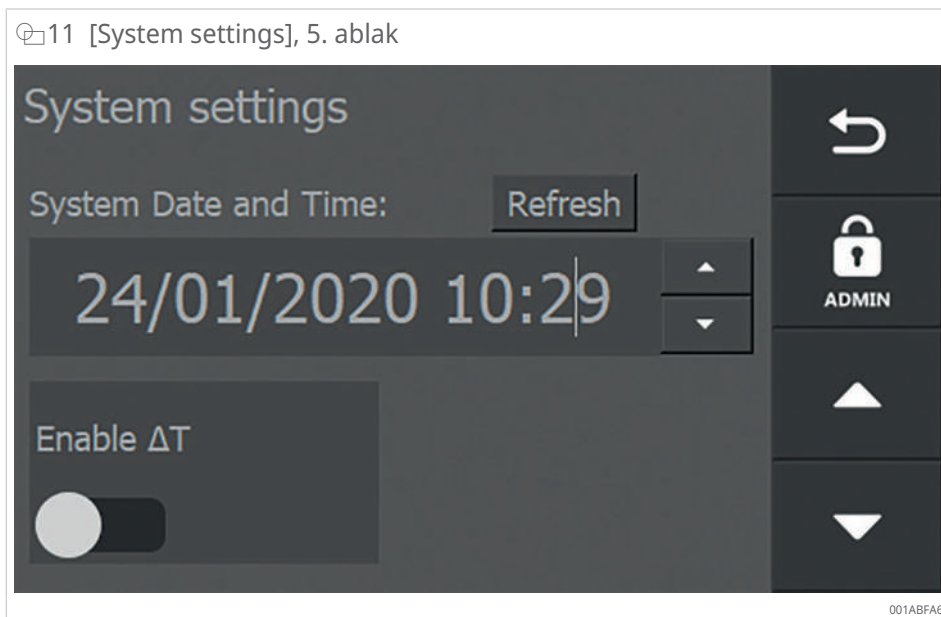 11 [System settings], 5. ablak
System settings
System Date and Time:
Refresh
24/01/2020 10:29
ADMIN
Enable ΔT
001ABFA6